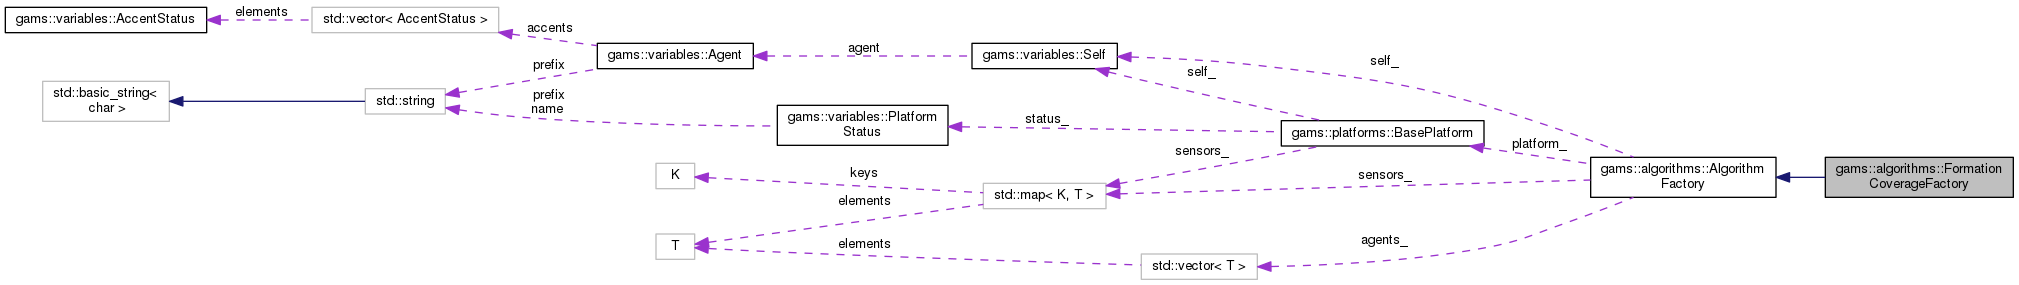 gams::variables::AccentStatus
elements
std::vector< AccentStatus >
accents
gams::variables::Agent
agent
gams::variables::Self
self_
prefix
self_
std::basic_string<
char >
std::string
prefix
name
gams::variables::Platform
Status
status_
gams::platforms::BasePlatform
platform_
sensors_
K
keys
std::map< K, T >
sensors_
gams::algorithms::Algorithm
Factory
gams::algorithms::Formation
CoverageFactory
elements
T
elements
std::vector< T >
agents_